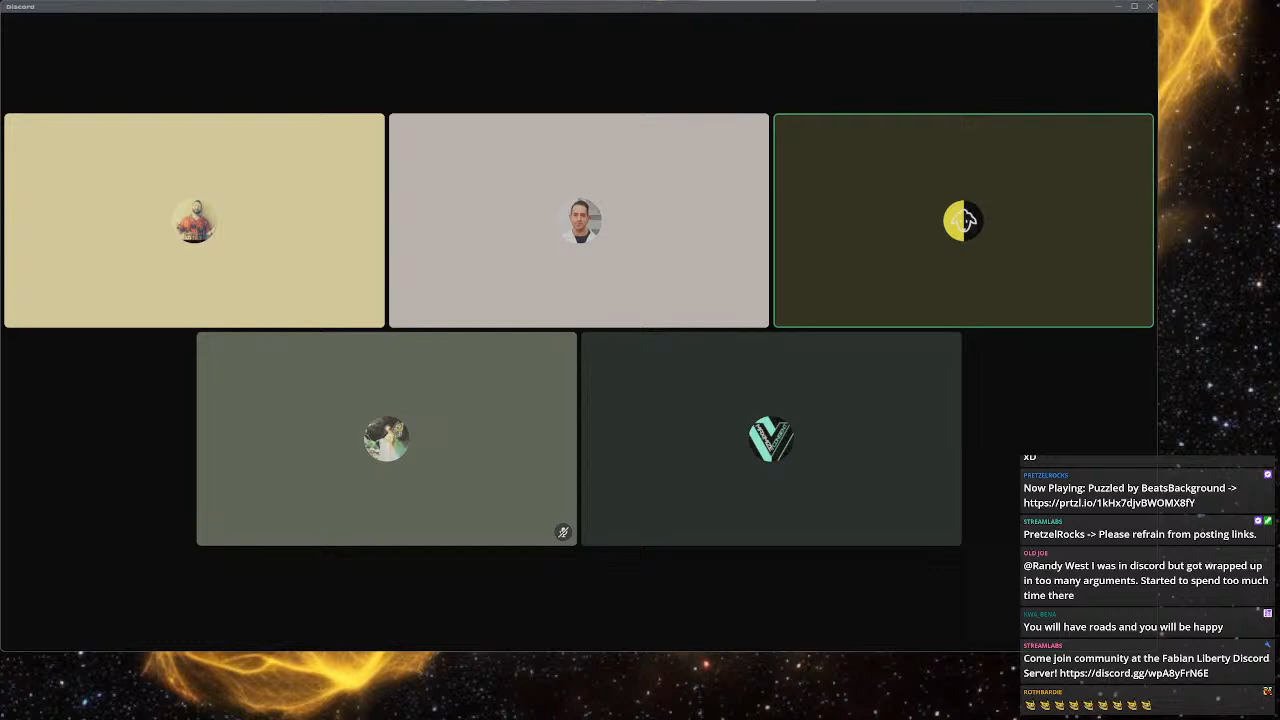 Discord
XD
PRETZELROCKS
Now Playing: Puzzled by BeatsBackground ->
https://prtzl.io/1kHx7djvBWOMX8fY
STREAMLABS
PretzelRocks -> Please refrain from posting links.
OLD JOE
@Randy West I was in discord but got wrapped up
in too many arguments. Started to spend too much
time there
KWA_BENA
You will have roads and you will be happy
STREAMLABS
Come join community at the Fabian Liberty Discord
Server! https://discord.gg/wpA8yFrN6E
ROTHBARDIE